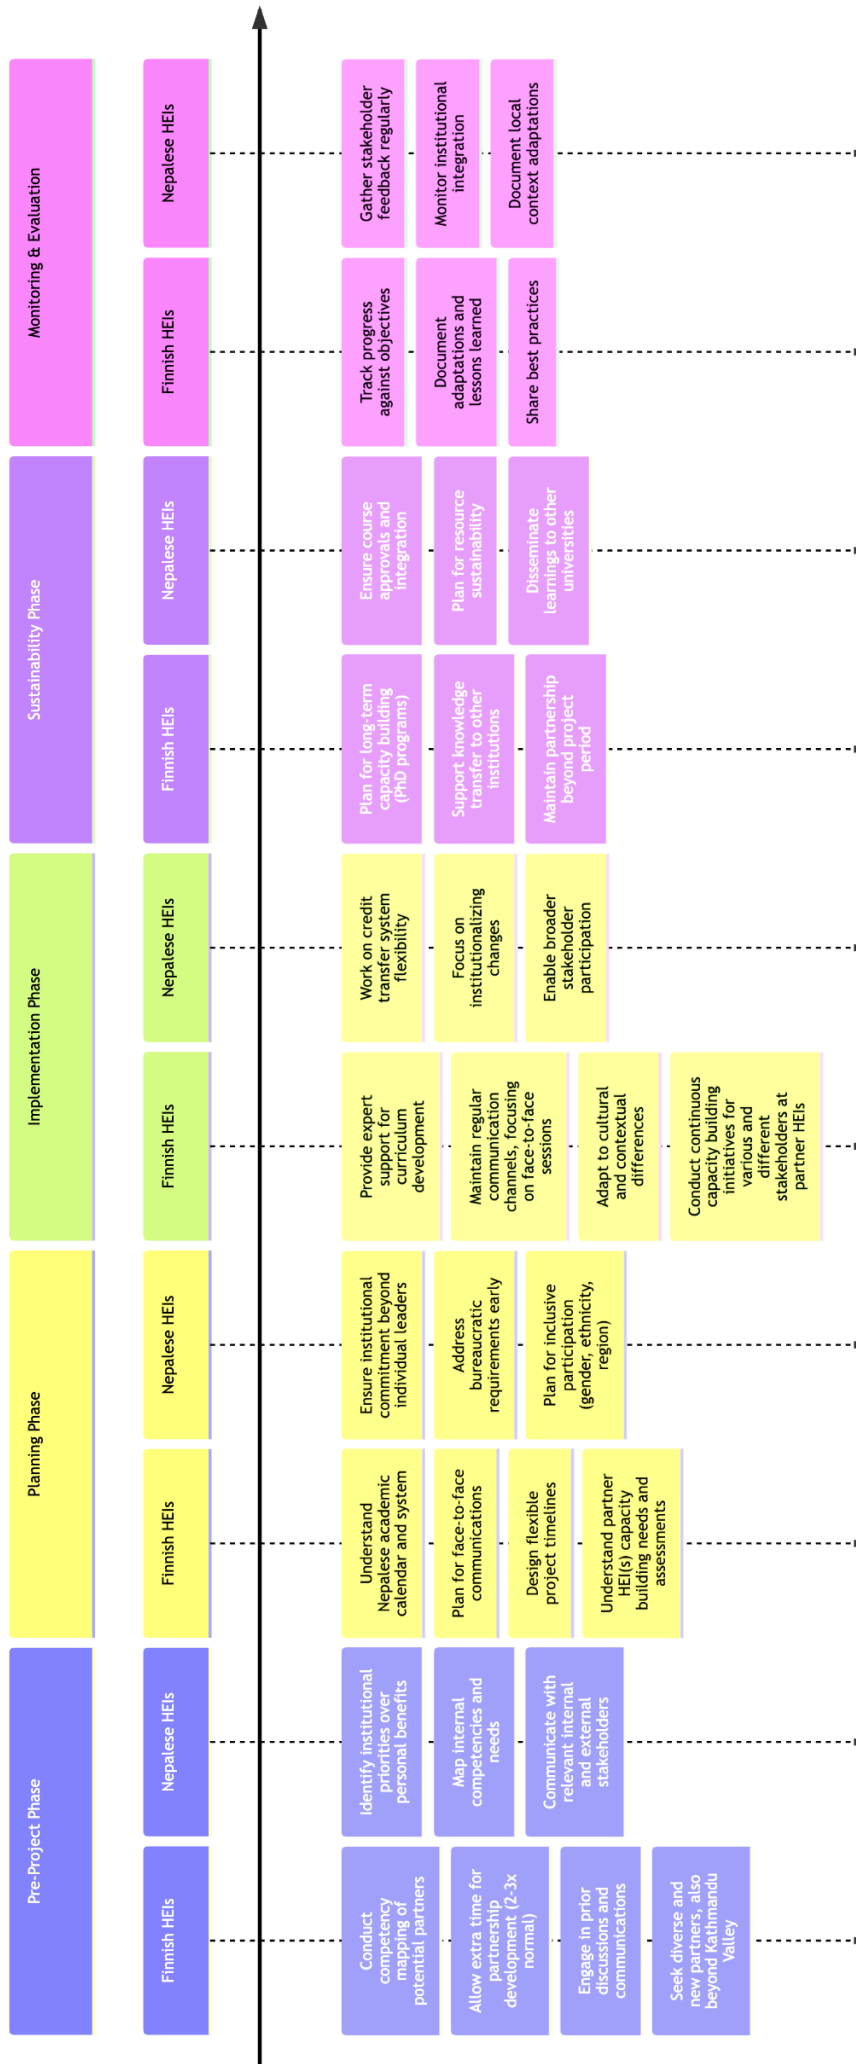 Pre-Project Phase
Finnish HEIs
Conduct
competency
mapping of
potential partners
Allow extra time for
partnership
development (2-3x
normal)
Engage in prior
discussions and
communications
Seek diverse and
new partners, also
beyond Kathmandu
Valley
Nepalese HEIs
Identify institutional
priorities over
personal benefits
Map internal
competencies and
needs
Communicate with
relevant internal
and external
stakeholders
Planning Phase
Finnish HEIs
Understand
Nepalese academic
calendar and system
Plan for face-to-face
communications
Design flexible
project timelines
Understand partner
HEI(s) capacity
building needs and
assessments
Nepalese HEIs
Ensure institutional
commitment beyond
individual leaders
Address
bureaucratic
requirements early
Plan for inclusive
participation
(gender, ethnicity,
region)
Implementation Phase
Finnish HEIs
Provide expert
support for
curriculum
development
Maintain regular
communication
channels, focusing
on face-to-face
sessions
Adapt to cultural
and contextual
differences
Conduct continuous
capacity building
initiatives for
various and
different
stakeholders at
partner HEIs
Nepalese HEIs
Work on credit
transfer system
flexibility
Focus on
institutionalizing
changes
Enable broader
stakeholder
participation
Sustainability Phase
Finnish HEIs
Plan for long-term
capacity building
(PhD programs)
Support knowledge
transfer to other
institutions
Maintain partnership
beyond project
period
Nepalese HEIs
Ensure course
approvals and
integration
Plan for resource
sustainability
Disseminate
learnings to other
universities
Monitoring & Evaluation
Finnish HEIs
Track progress
against objectives
Document
adaptations and
lessons learned
Share best practices
Nepalese HEIs
Gather stakeholder
feedback regularly
Monitor institutional
integration
Document local
context adaptations